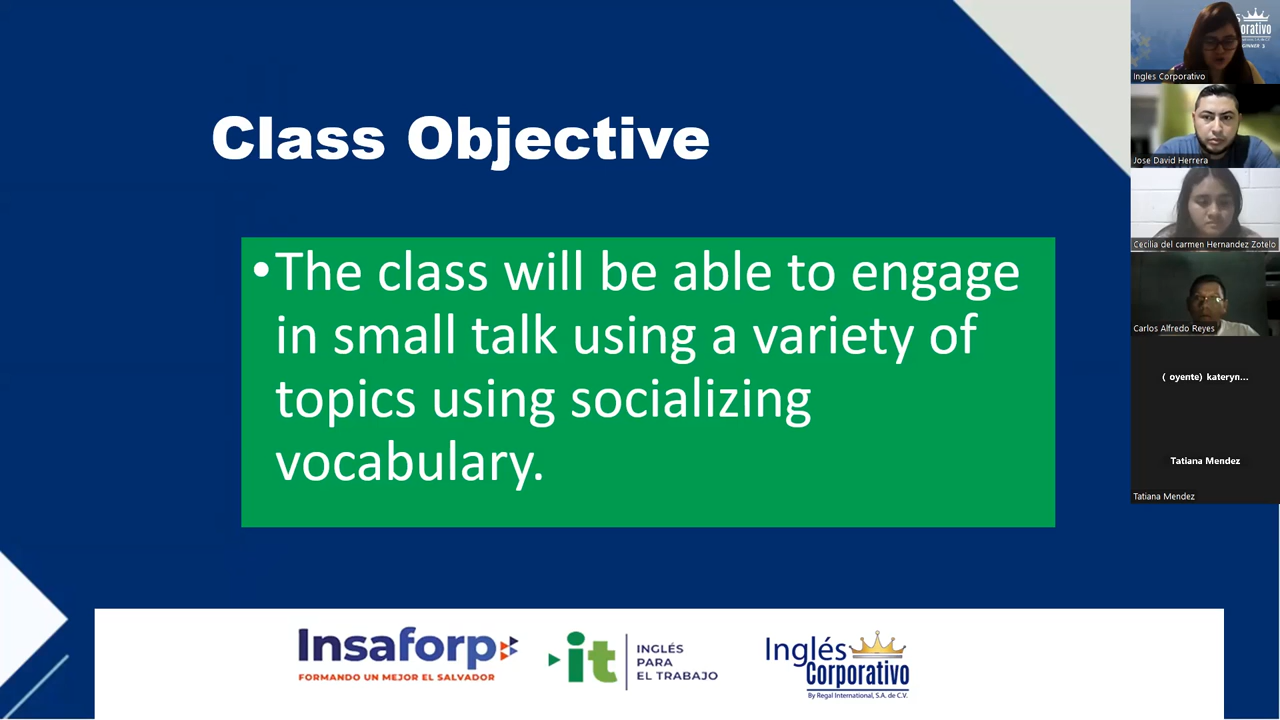 Class Objective
•The class will be able to engage
in small talk using a variety of
topics using socializing
vocabulary.
Insaforp
FORMANDO UN MEJOR EL SALVADOR
it
INGLÉS
PARA
EL TRABAJO
Inglés
Corporativo
By Regal International, S.A. de C.V.
Ingles Corporativo
Jose David Herrera
Cecilia del carmen Hernandez Zotelo
Carlos Alfredo Reyes
( oyente) kateryn...
Tatiana Mendez
Tatiana Mendez